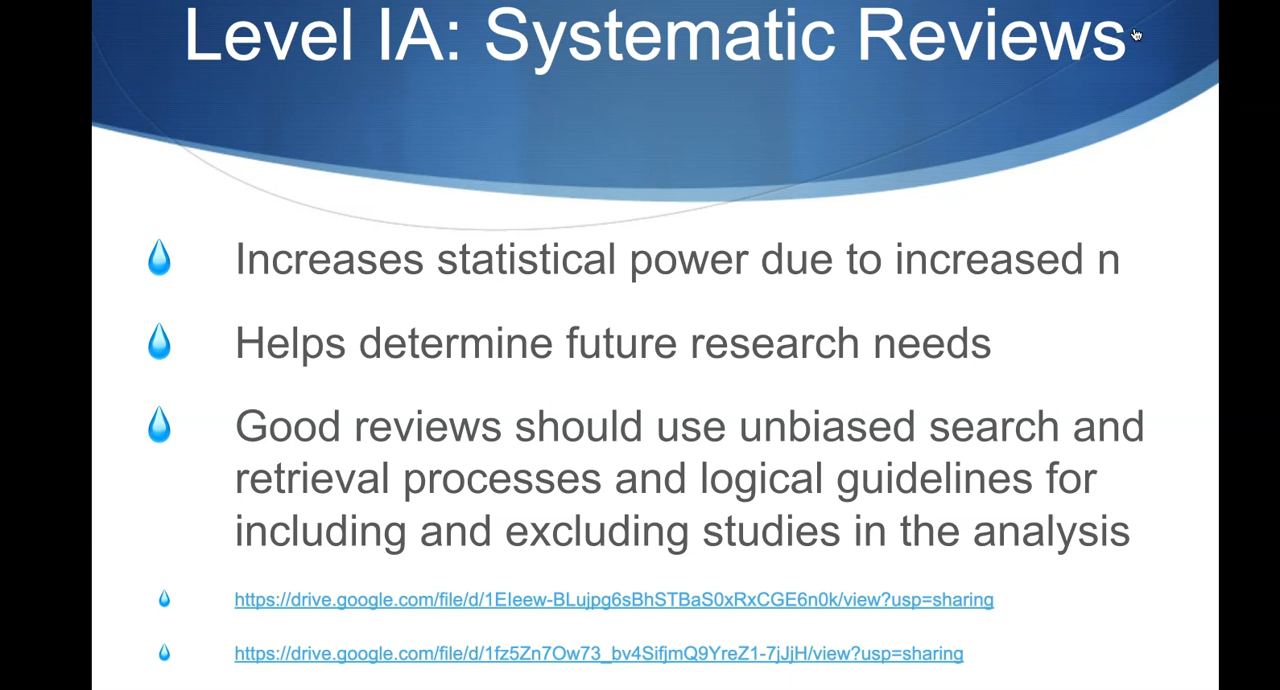 Level IA: Systematic Reviews
Increases statistical power due to increased n
Helps determine future research needs
Good reviews should use unbiased search and
retrieval processes and logical guidelines for
including and excluding studies in the analysis
https://drive.google.com/file/d/1EIeew-BLujpg6sBhSTBaS0xRxCGE6n0k/view?usp=sharing
https://drive.google.com/file/d/1fz5Zn7Ow73_bv4SifjmQ9YreZ1-7jJjH/view?usp=sharing